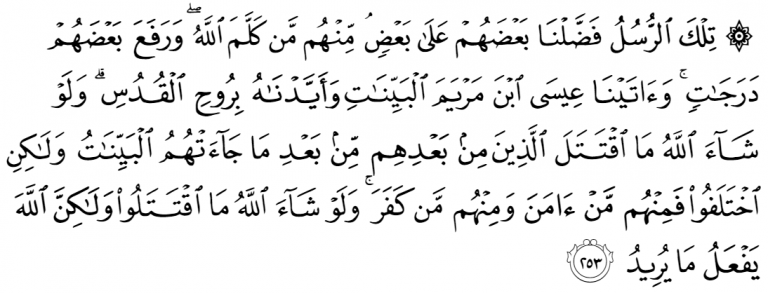 ۞ تِلۡكَ ٱلرُّسُلُ فَضَّلۡنَا بَعۡضَهُمۡ عَلَىٰ بَعۡضٖۘ مِّنۡهُم مَّن كَلَّمَ ٱللَّهُۖ وَرَفَعَ بَعۡضَهُمۡ
دَرَجَٰتٖۚ وَءَاتَيۡنَا عِيسَى ٱبۡنَ مَرۡيَمَ ٱلۡبَيِّنَٰتِ وَأَيَّدۡنَٰهُ بِرُوحِ ٱلۡقُدُسِۗ وَلَوۡ
شَآءَ ٱللَّهُ مَا ٱقۡتَتَلَ ٱلَّذِينَ مِنۢ بَعۡدِهِم مِّنۢ بَعۡدِ مَا جَآءَتۡهُمُ ٱلۡبَيِّنَٰتُ وَلَٰكِنِ
ٱخۡتَلَفُواْ فَمِنۡهُم مَّنۡ ءَامَنَ وَمِنۡهُم مَّن كَفَرَۚ وَلَوۡ شَآءَ ٱللَّهُ مَا ٱقۡتَتَلُواْ وَلَٰكِنَّ ٱللَّهَ
يَفۡعَلُ مَا يُرِيدُ ٢٥٣